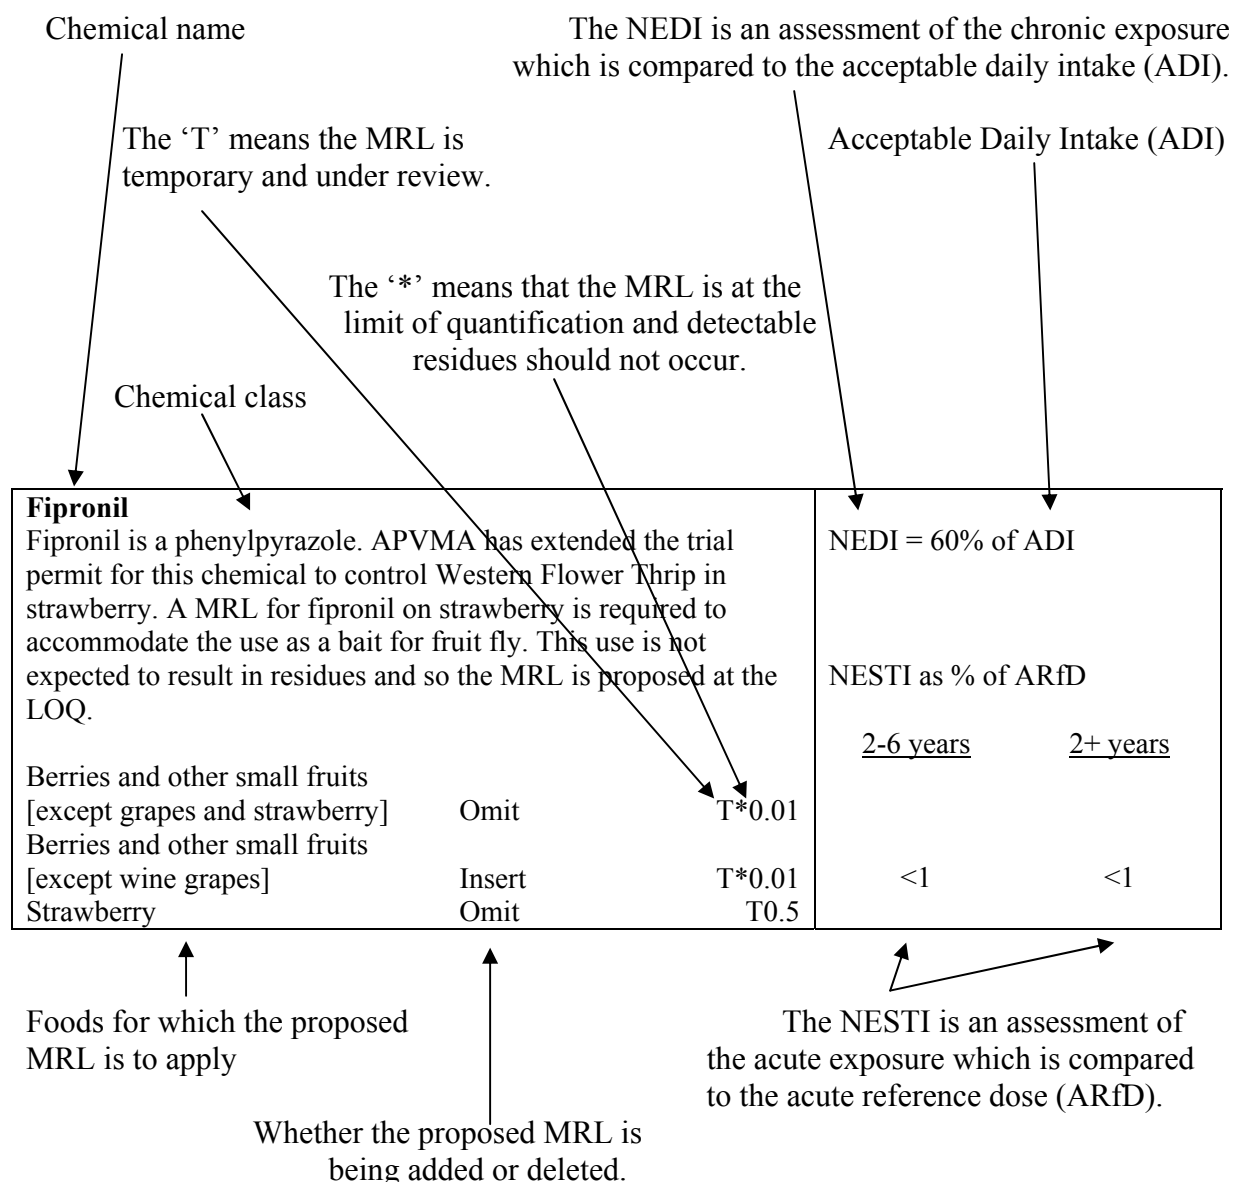 Chemical name
The NEDI is an assessment of the chronic exposure
which is compared to the acceptable daily intake (ADI).
The ‘T’ means the MRL is
temporary and under review.
Acceptable Daily Intake (ADI)
The ‘*’ means that the MRL is at the
limit of quantification and detectable
residues should not occur.
Chemical class
Fipronil
Fipronil is a phenylpyrazole. APVMA has extended the trial
permit for this chemical to control Western Flower Thrip in
strawberry. A MRL for fipronil on strawberry is required to
accommodate the use as a bait for fruit fly. This use is not
expected to result in residues and so the MRL is proposed at the
LOQ.
NEDI = 60% of ADI
NESTI as % of ARfD
2-6 years 2+ years
Berries and other small fruits
[except grapes and strawberry] Omit T*0.01
Berries and other small fruits
[except wine grapes] Insert T*0.01 <1 <1
Strawberry Omit T0.5
Foods for which the proposed
MRL is to apply
The NESTI is an assessment of
the acute exposure which is compared
to the acute reference dose (ARfD).
Whether the proposed MRL is
being added or deleted.